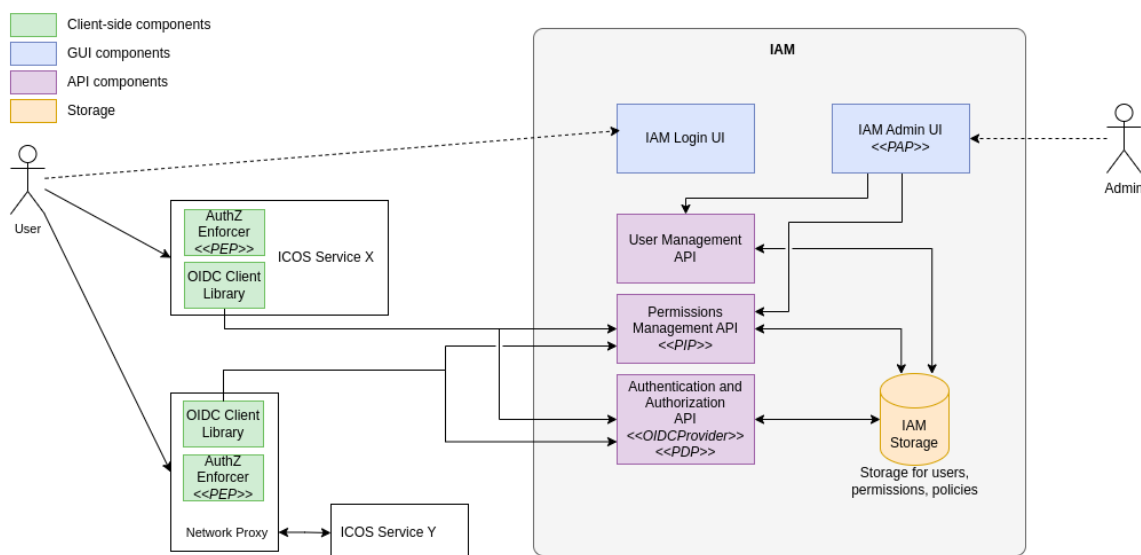 Client-side components
GUI components
API components
Storage
IAM
IAM Login UI
IAM Admin UI
<<PAP>>
User
Admin
AuthZ
Enforcer
<<PEP>>
ICOS Service X
OIDC Client
Library
User Management
API
Permissions
Management API
<<PIP>>
Authentication and
Authorization
API
<<OIDCProvider>>
<<PDP>>
IAM
Storage
Storage for users,
permissions, policies
OIDC Client
Library
AuthZ
Enforcer
<<PEP>>
Network Proxy
ICOS Service Y